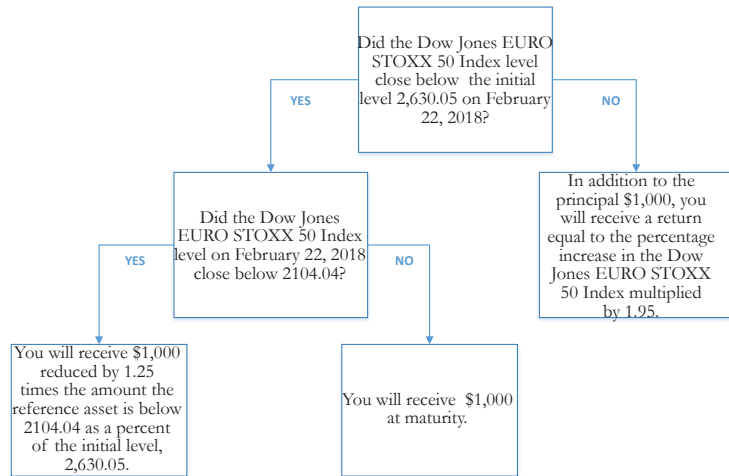 Did the Dow Jones EURO
STOXX 50 Index level
close below the initial
level 2,630.05 on February
22, 2018?
YES
NO
Did the Dow Jones
EURO STOXX 50 Index
level on February 22, 2018
close below 2104.04?
In addition to the
principal $1,000, you
will receive a return
equal to the percentage
increase in the Dow
Jones EURO STOXX
50 Index multiplied
by 1.95.
YES
NO
You will receive $1,000
reduced by 1.25
times the amount the
reference asset is below
2104.04 as a percent
of the initial level,
2,630.05.
You will receive $1,000
at maturity.